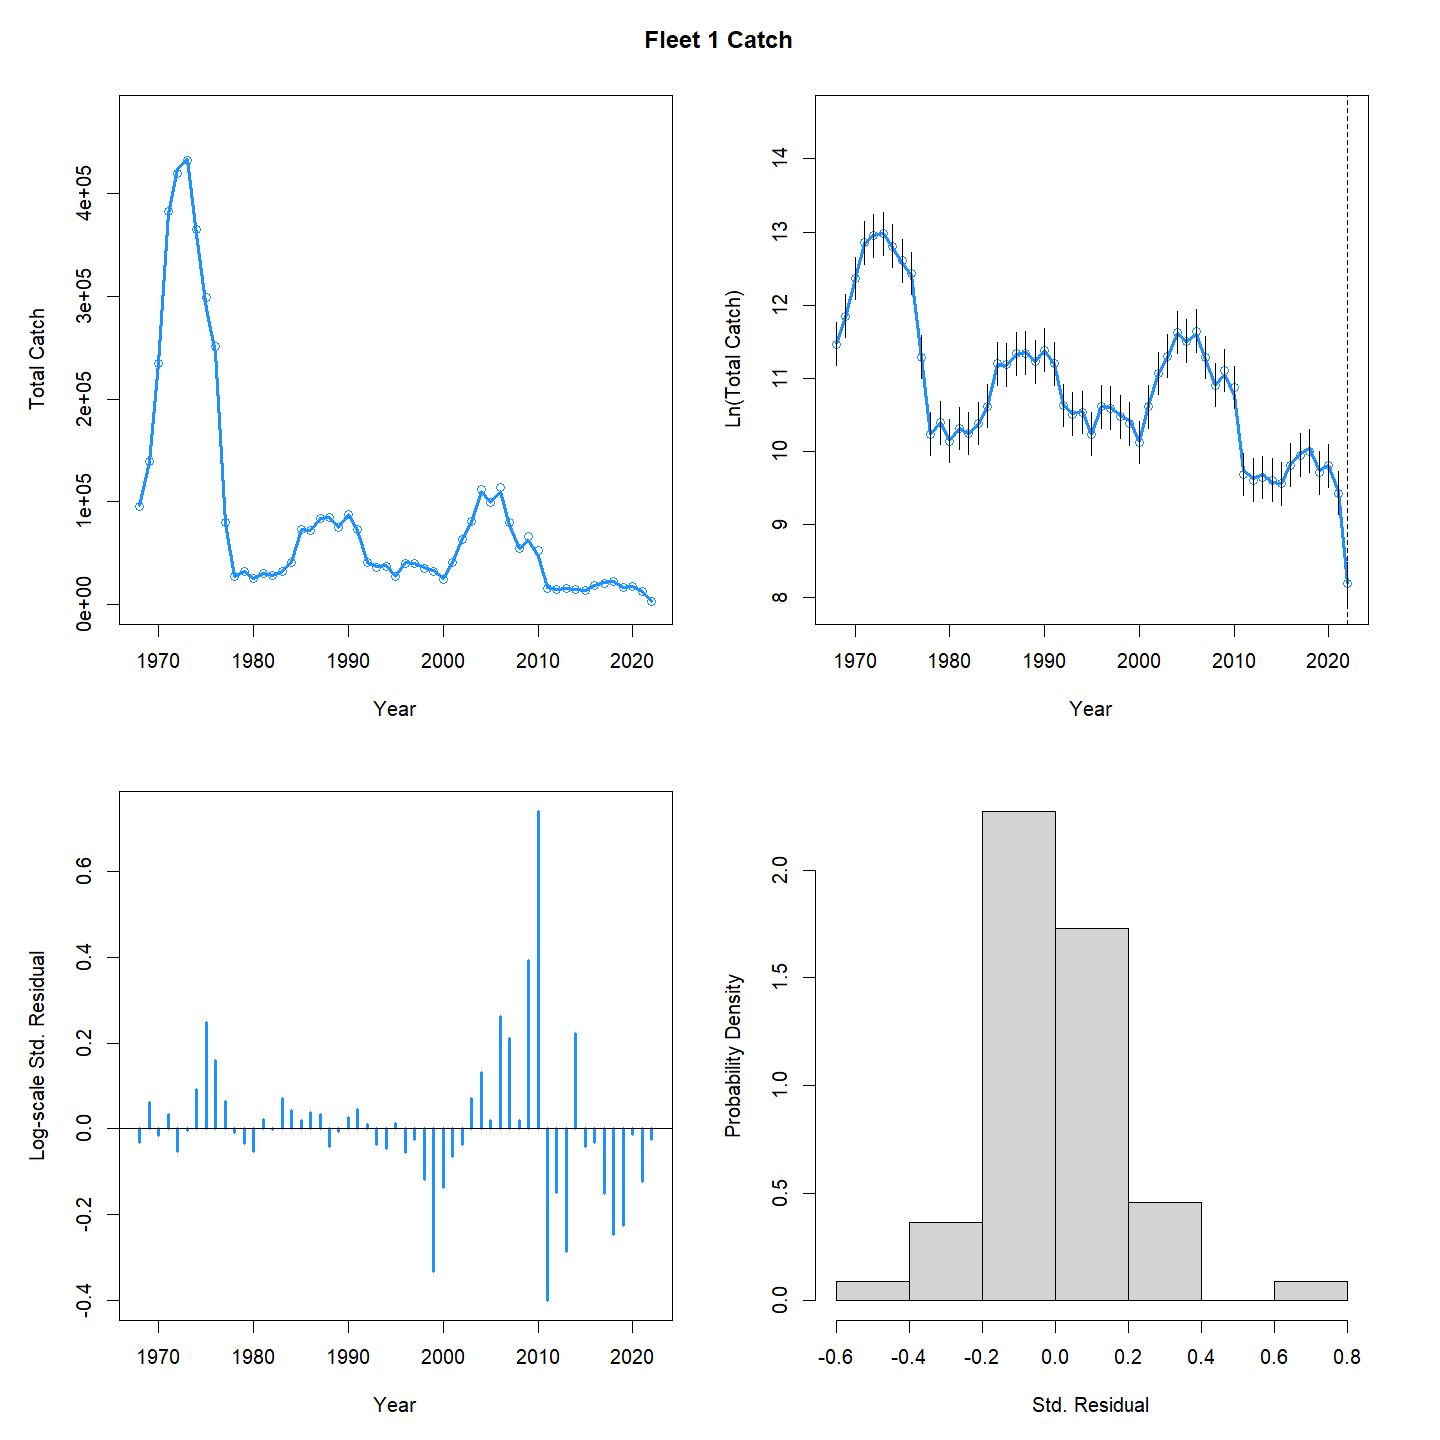 Fleet 1 Catch
Total Catch
0e+00 1e+05 2e+05 3e+05 4e+05
1970 1980 1990 2000 2010 2020
Year
Ln(Total Catch)
8 9 10 11 12 13 14
1970 1980 1990 2000 2010 2020
Year
Log-scale Std. Residual
-0.4 -0.2 0.0 0.2 0.4 0.6
1970 1980 1990 2000 2010 2020
Year
Probability Density
0.0 0.5 1.0 1.5 2.0
-0.6 -0.4 -0.2 0.0 0.2 0.4 0.6 0.8
Std. Residual